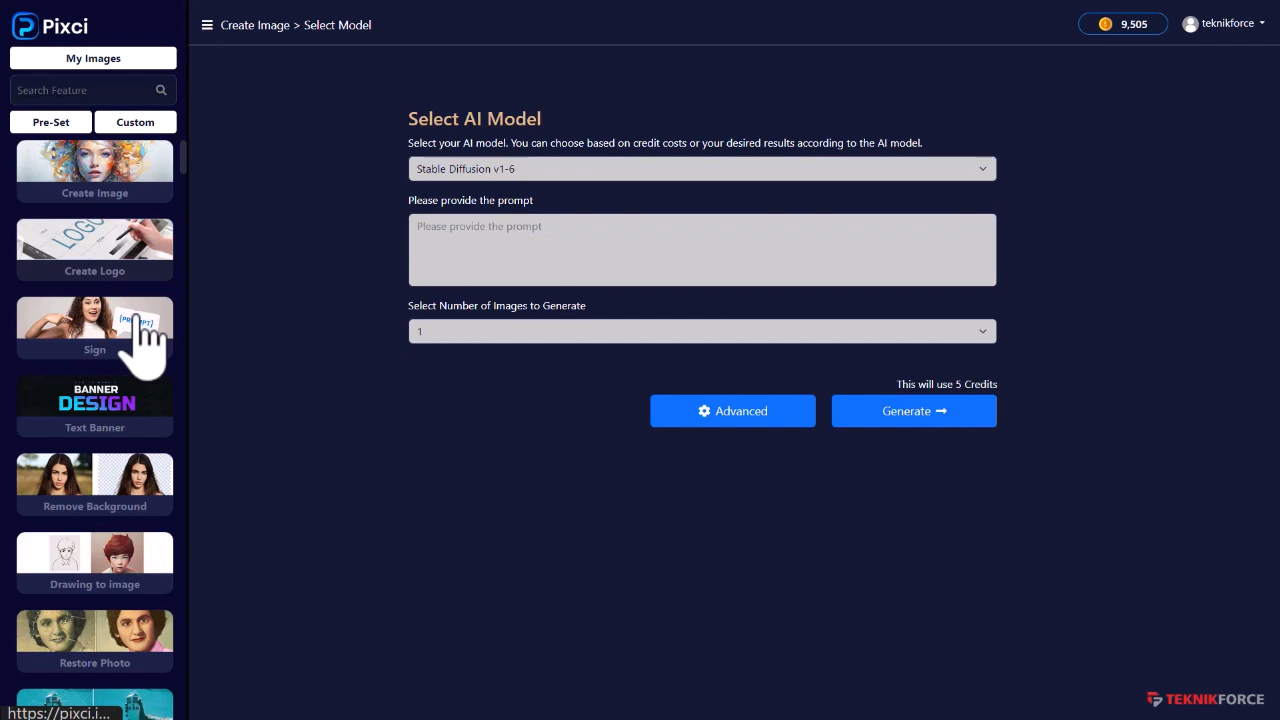 Pixci
Create Image > Select Model
9,505
teknikforce
My Images
Search Feature
Pre-Set
Custom
Create Image
LOGO
Create Logo
Sign
BANNER
DESIGN
Text Banner
Remove Background
Drawing to image
Restore Photo
https://pixci.i...
Select AI Model
Select your AI model. You can choose based on credit costs or your desired results according to the AI model.
Stable Diffusion v1-6
Please provide the prompt
Please provide the prompt
Select Number of Images to Generate
1
This will use 5 Credits
Advanced
Generate
TEKNIKFORCE